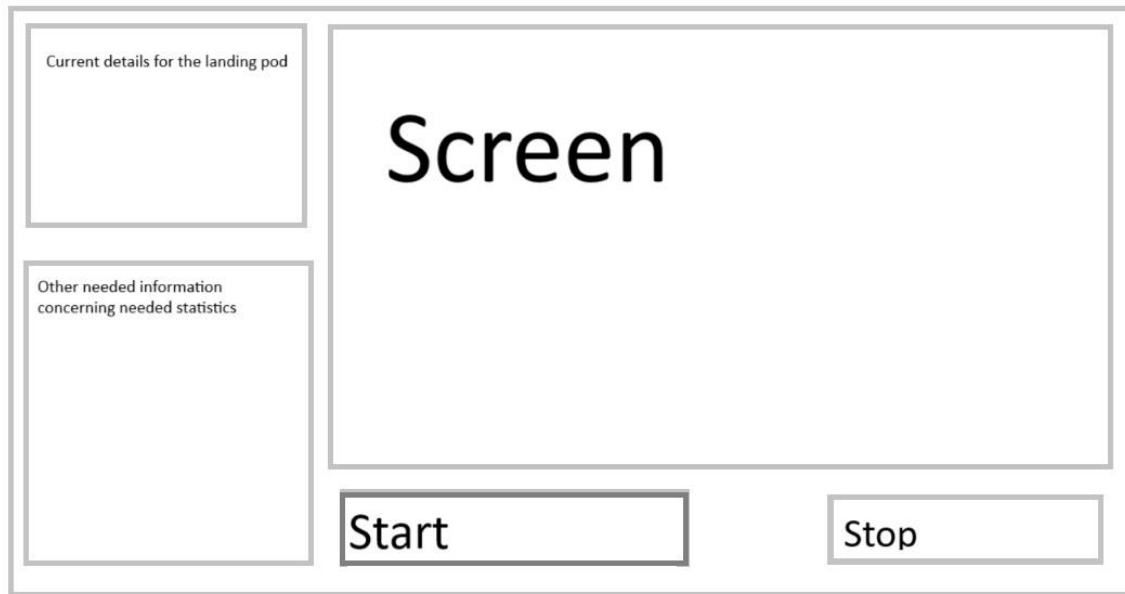 Current details for the landing pod
Screen
Other needed information
concerning needed statistics
Start
Stop